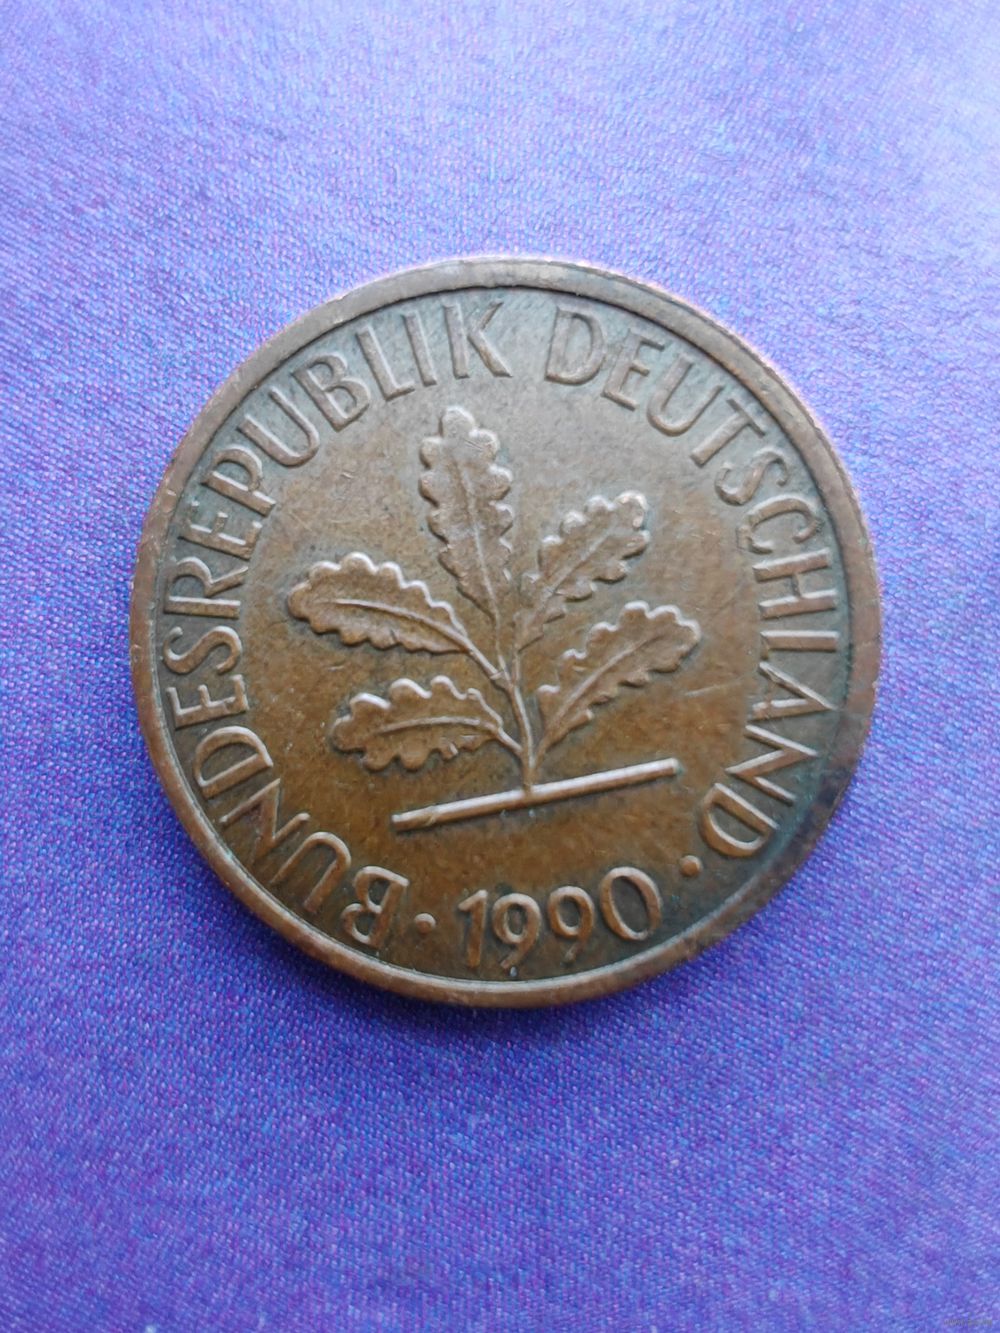 BUNDESREPUBLIK DEUTSCHLAND
· 1990 ·